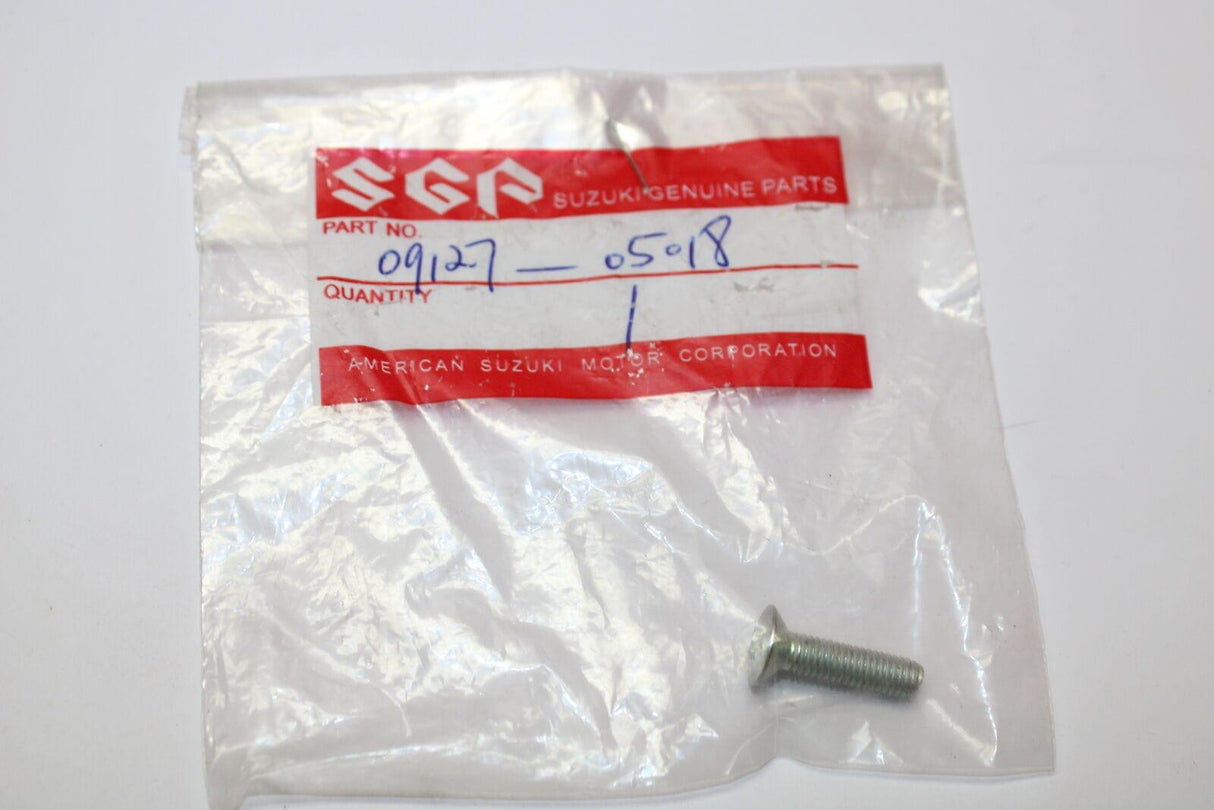 SGP SUZUKI GENUINE PARTS
PART NO.
09127 — 05018
QUANTITY
1
AMERICAN SUZUKI MOTOR CORPORATION